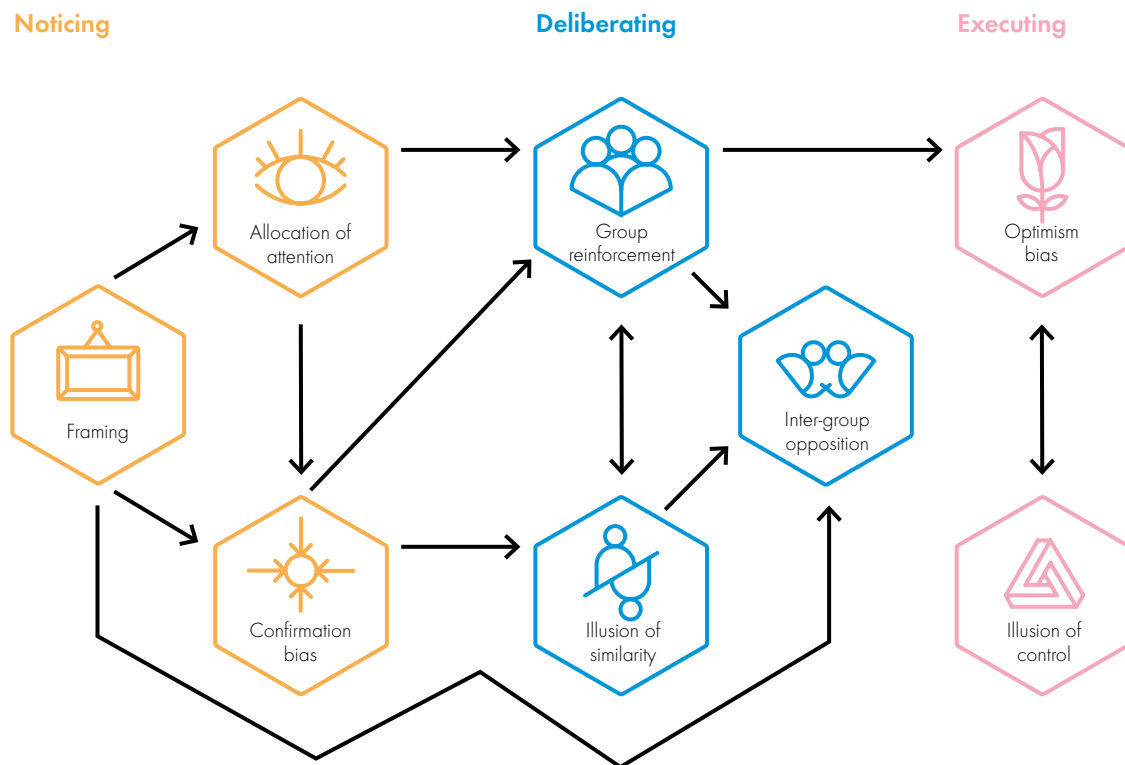 Noticing
Deliberating
Executing
Allocation of
attention
Group
reinforcement
Optimism
bias
Framing
Inter-group
opposition
Confirmation
bias
Illusion of
similarity
Illusion of
control